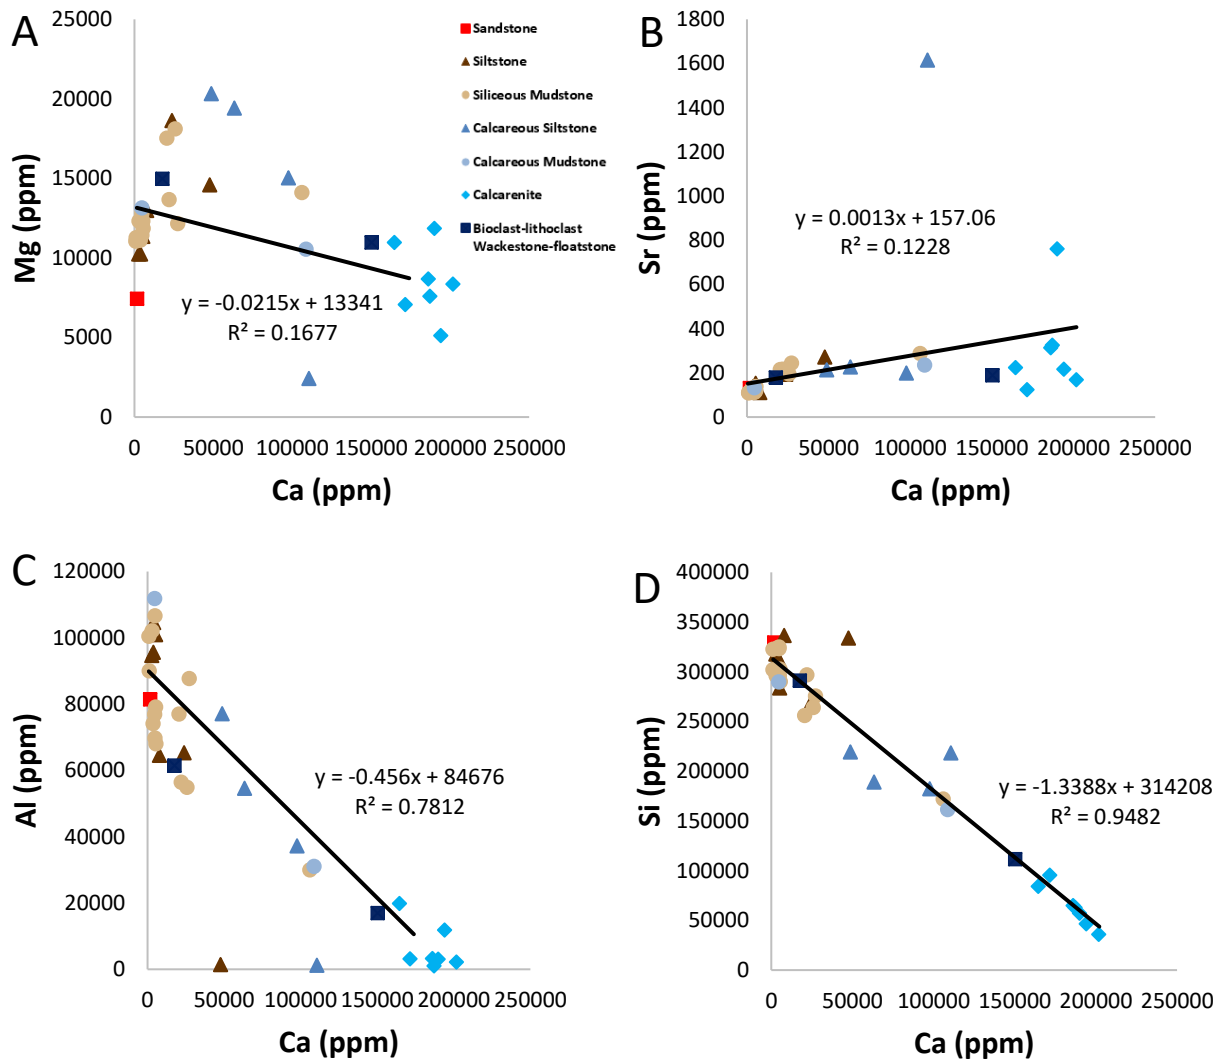 A
25000
20000
15000
10000
5000
0
Mg (ppm)
0 50000 100000 150000 200000 250000
Ca (ppm)
y = -0.0215x + 13341
R² = 0.1677
Sandstone
Siltstone
Siliceous Mudstone
Calcareous Siltstone
Calcareous Mudstone
Calcarenite
Bioclast-lithoclast
Wackestone-floatstone
B
1800
1600
1400
1200
1000
800
600
400
200
0
Sr (ppm)
y = 0.0013x + 157.06
R² = 0.1228
0 50000 100000 150000 200000 250000
Ca (ppm)
C
120000
100000
80000
60000
40000
20000
0
Al (ppm)
y = -0.456x + 84676
R² = 0.7812
0 50000 100000 150000 200000 250000
Ca (ppm)
D
400000
350000
300000
250000
200000
150000
100000
50000
0
Si (ppm)
y = -1.3388x + 314208
R² = 0.9482
0 50000 100000 150000 200000 250000
Ca (ppm)